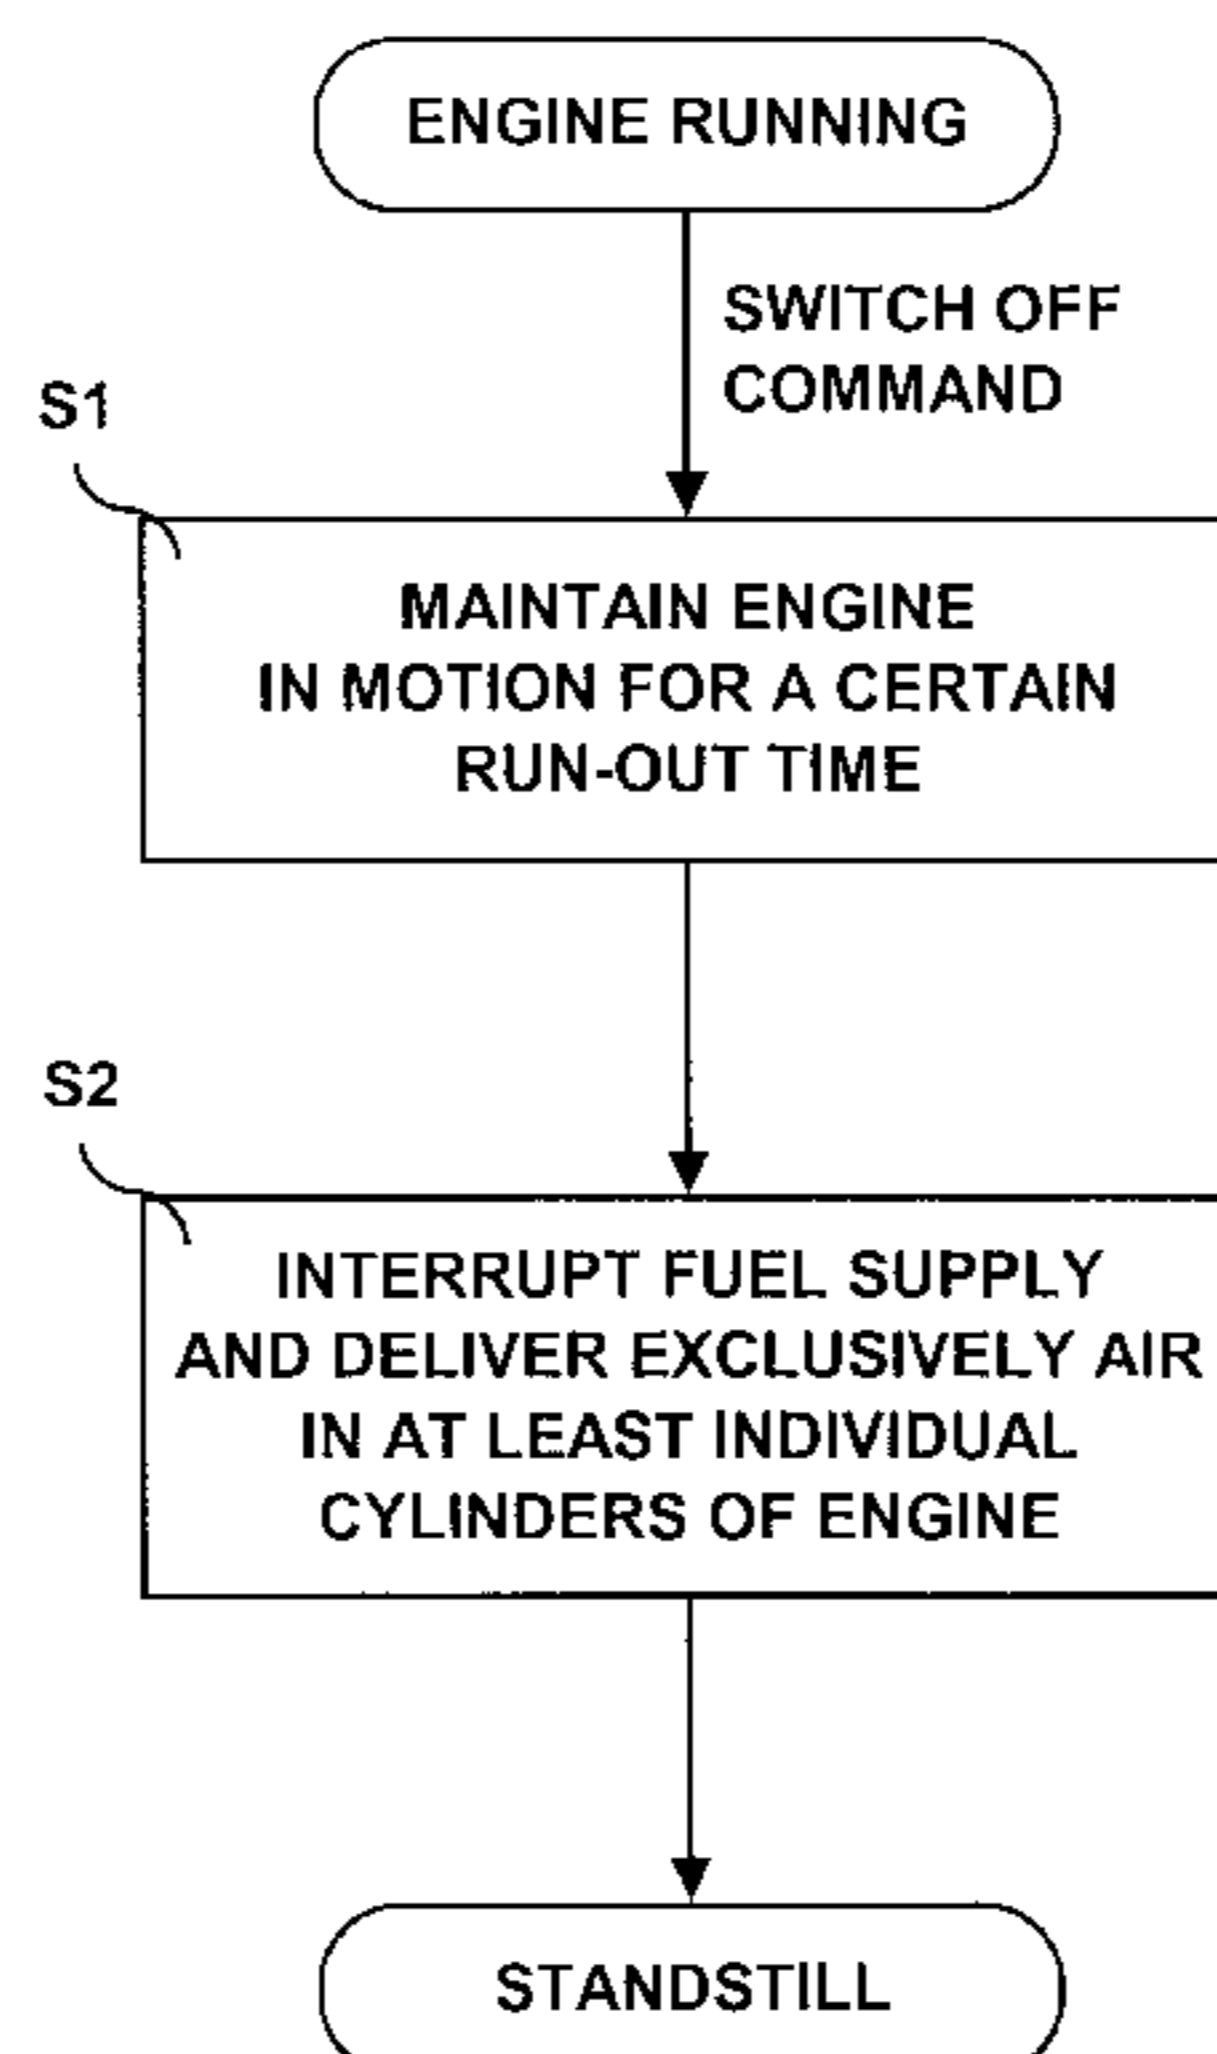 ENGINE RUNNING
SWITCH OFF
COMMAND
S1
MAINTAIN ENGINE
IN MOTION FOR A CERTAIN
RUN-OUT TIME
S2
INTERRUPT FUEL SUPPLY
AND DELIVER EXCLUSIVELY AIR
IN AT LEAST INDIVIDUAL
CYLINDERS OF ENGINE
STANDSTILL